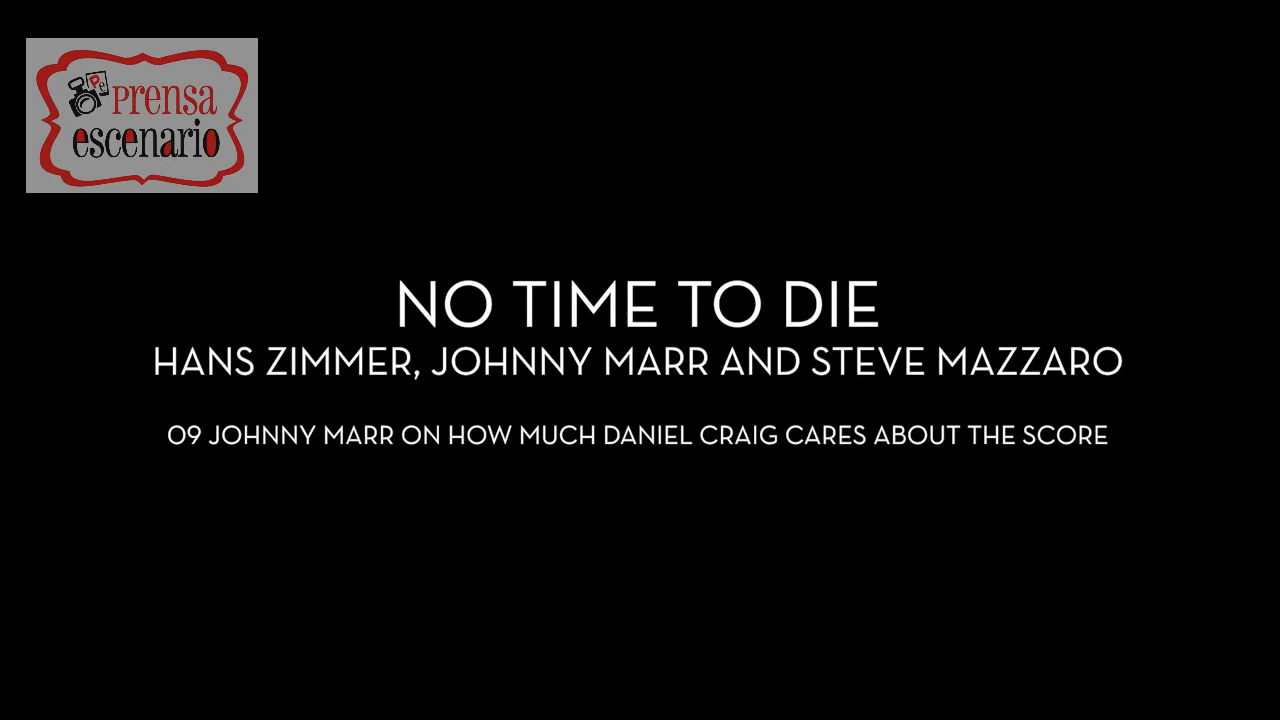 Pe prensa
escenario
NO TIME TO DIE
HANS ZIMMER, JOHNNY MARR AND STEVE MAZZARO
09 JOHNNY MARR ON HOW MUCH DANIEL CRAIG CARES ABOUT THE SCORE